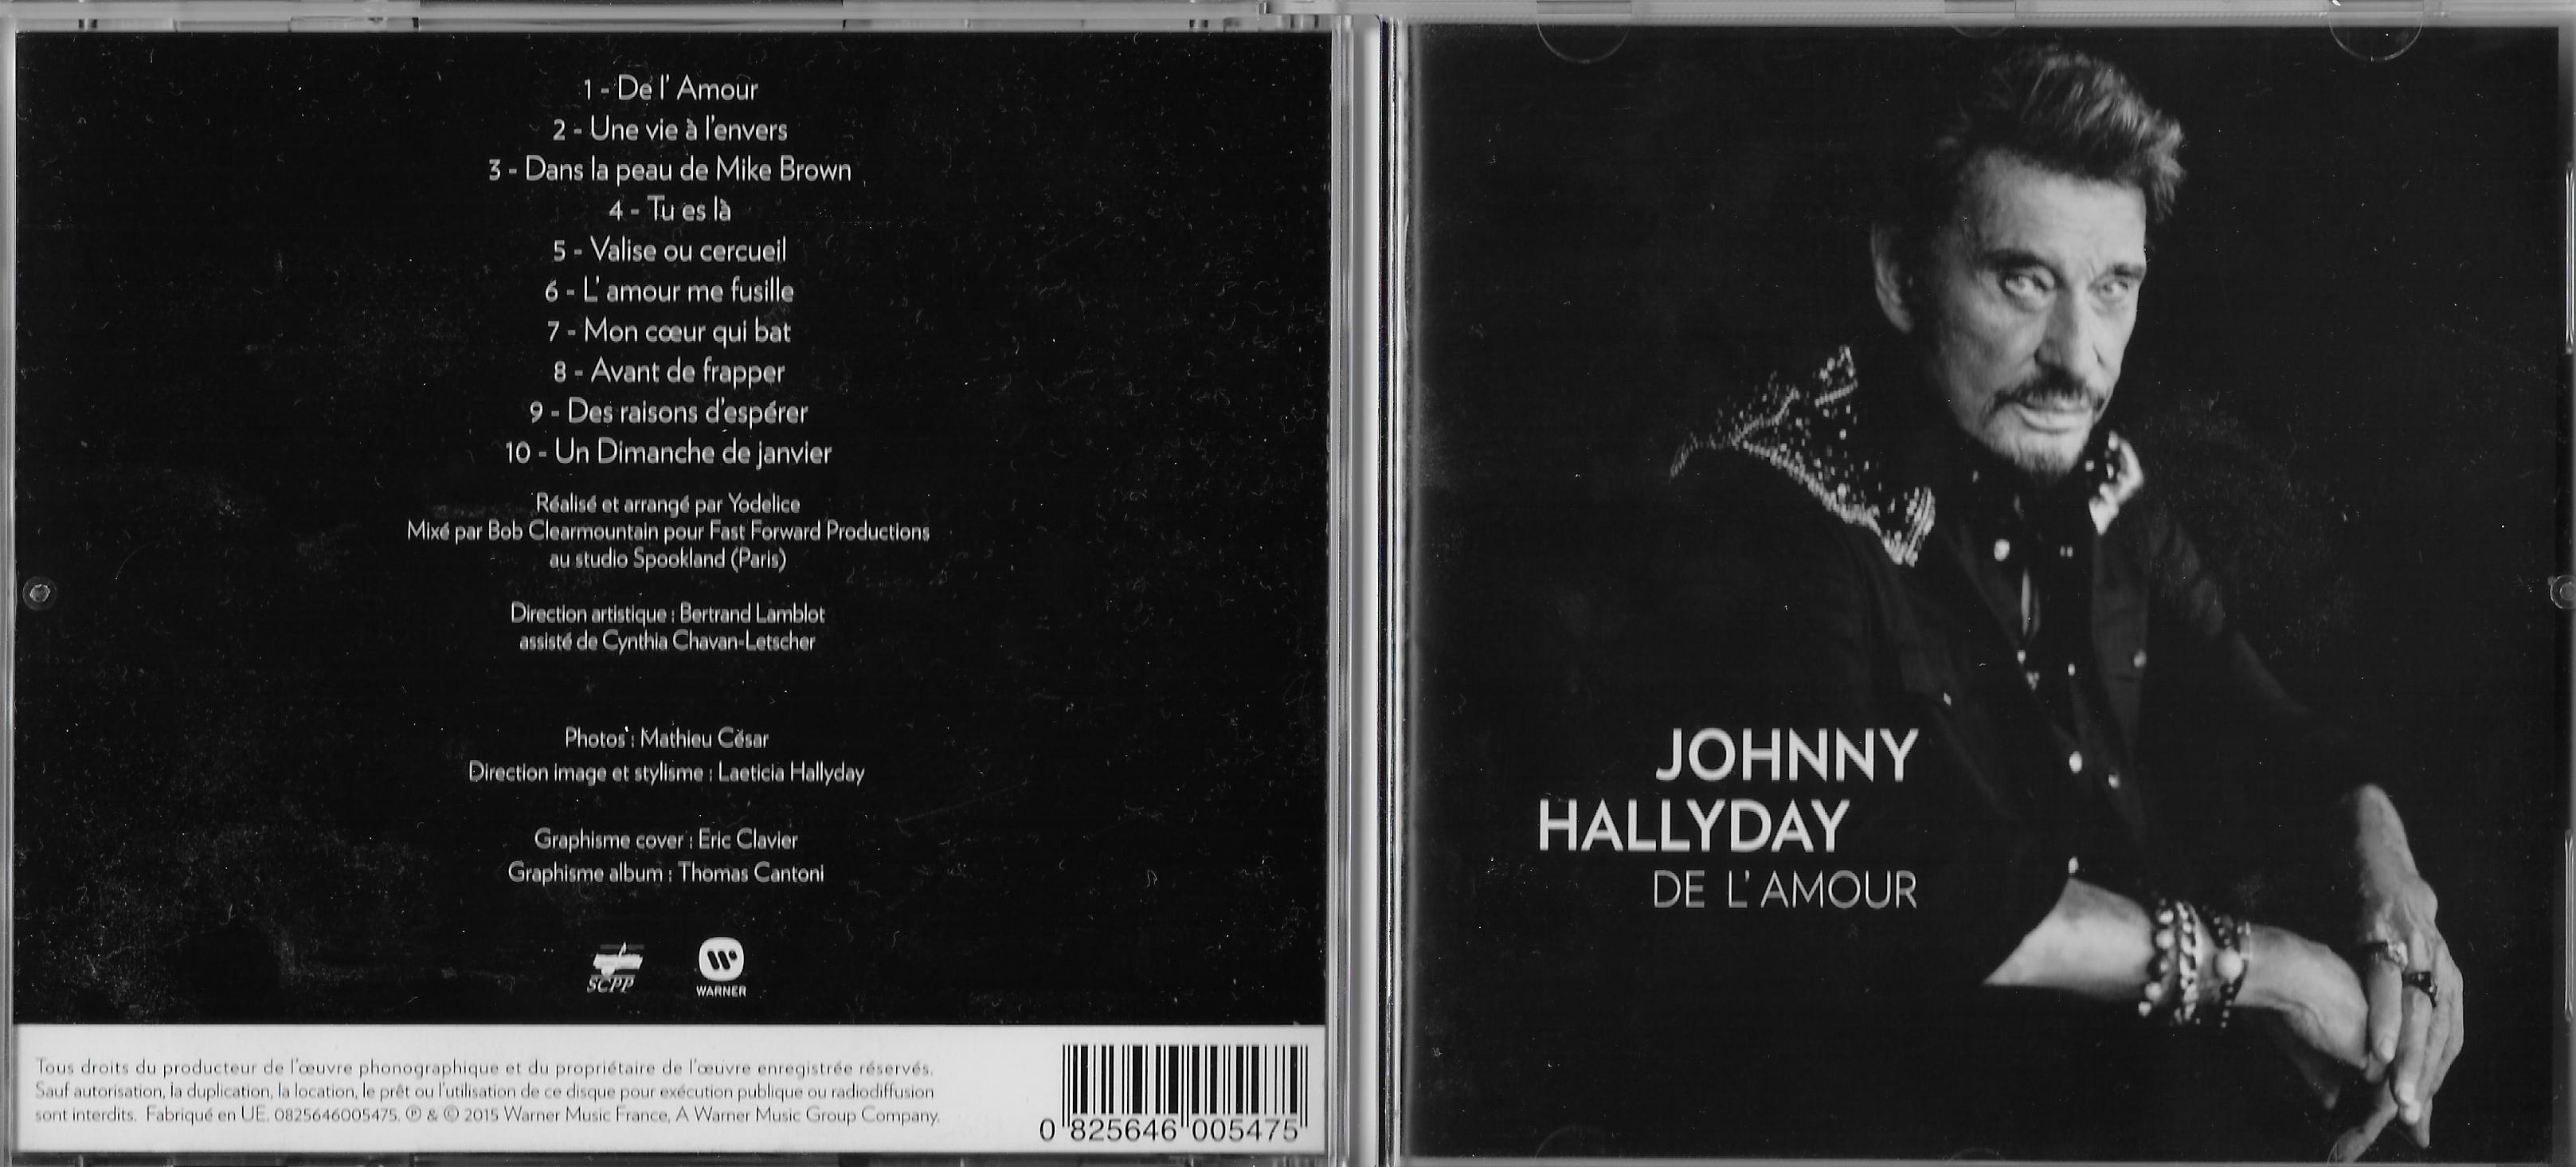 1 - De l' Amour
2 - Une vie à l'envers
3 - Dans la peau de Mike Brown
4 - Tu es là
5 - Valise ou cercueil
6 - L' amour me fusille
7 - Mon cœur qui bat
8 - Avant de frapper
9 - Des raisons d'espérer
10 - Un Dimanche de janvier
Réalisé et arrangé par Yodelice
Mixé par Bob Clearmountain pour Fast Forward Productions
au studio Spookland (Paris)
Direction artistique : Bertrand Lamblot
assisté de Cynthia Chavan-Letscher
Photos : Mathieu César
Direction image et stylisme : Laeticia Hallyday
Graphisme cover : Eric Clavier
Graphisme album : Thomas Cantoni
SCPP
WARNER
Tous droits du producteur de l'œuvre phonographique et du propriétaire de l'œuvre enregistrée réservés.
Sauf autorisation, la duplication, la location, le prêt ou l'utilisation de ce disque pour exécution publique ou radiodiffusion
sont interdits. Fabriqué en UE. 0825646005475. ℗ & © 2015 Warner Music France, A Warner Music Group Company.
0 825646 005475
JOHNNY
HALLYDAY
DE L'AMOUR